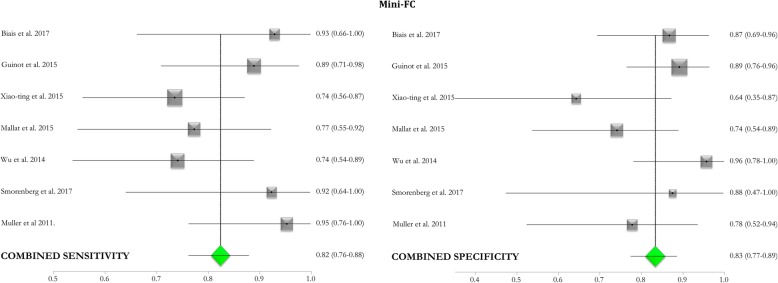 Mini-FC
Biais et al. 2017 0.93 (0.66-1.00)
Guinot et al. 2015 0.89 (0.71-0.98)
Xiao-ting et al. 2015 0.74 (0.56-0.87)
Mallat et al. 2015 0.77 (0.55-0.92)
Wu et al. 2014 0.74 (0.54-0.89)
Smorenberg et al. 2017 0.92 (0.64-1.00)
Muller et al 2011. 0.95 (0.76-1.00)
COMBINED SENSITIVITY 0.82 (0.76-0.88)
0.5 0.6 0.7 0.8 0.9 1.0
Biais et al. 2017 0.87 (0.69-0.96)
Guinot et al. 2015 0.89 (0.76-0.96)
Xiao-ting et al. 2015 0.64 (0.35-0.87)
Mallat et al. 2015 0.74 (0.54-0.89)
Wu et al. 2014 0.96 (0.78-1.00)
Smorenberg et al. 2017 0.88 (0.47-1.00)
Muller et al. 2011 0.78 (0.52-0.94)
COMBINED SPECIFICITY 0.83 (0.77-0.89)
0.4 0.5 0.6 0.7 0.8 0.9 1.0